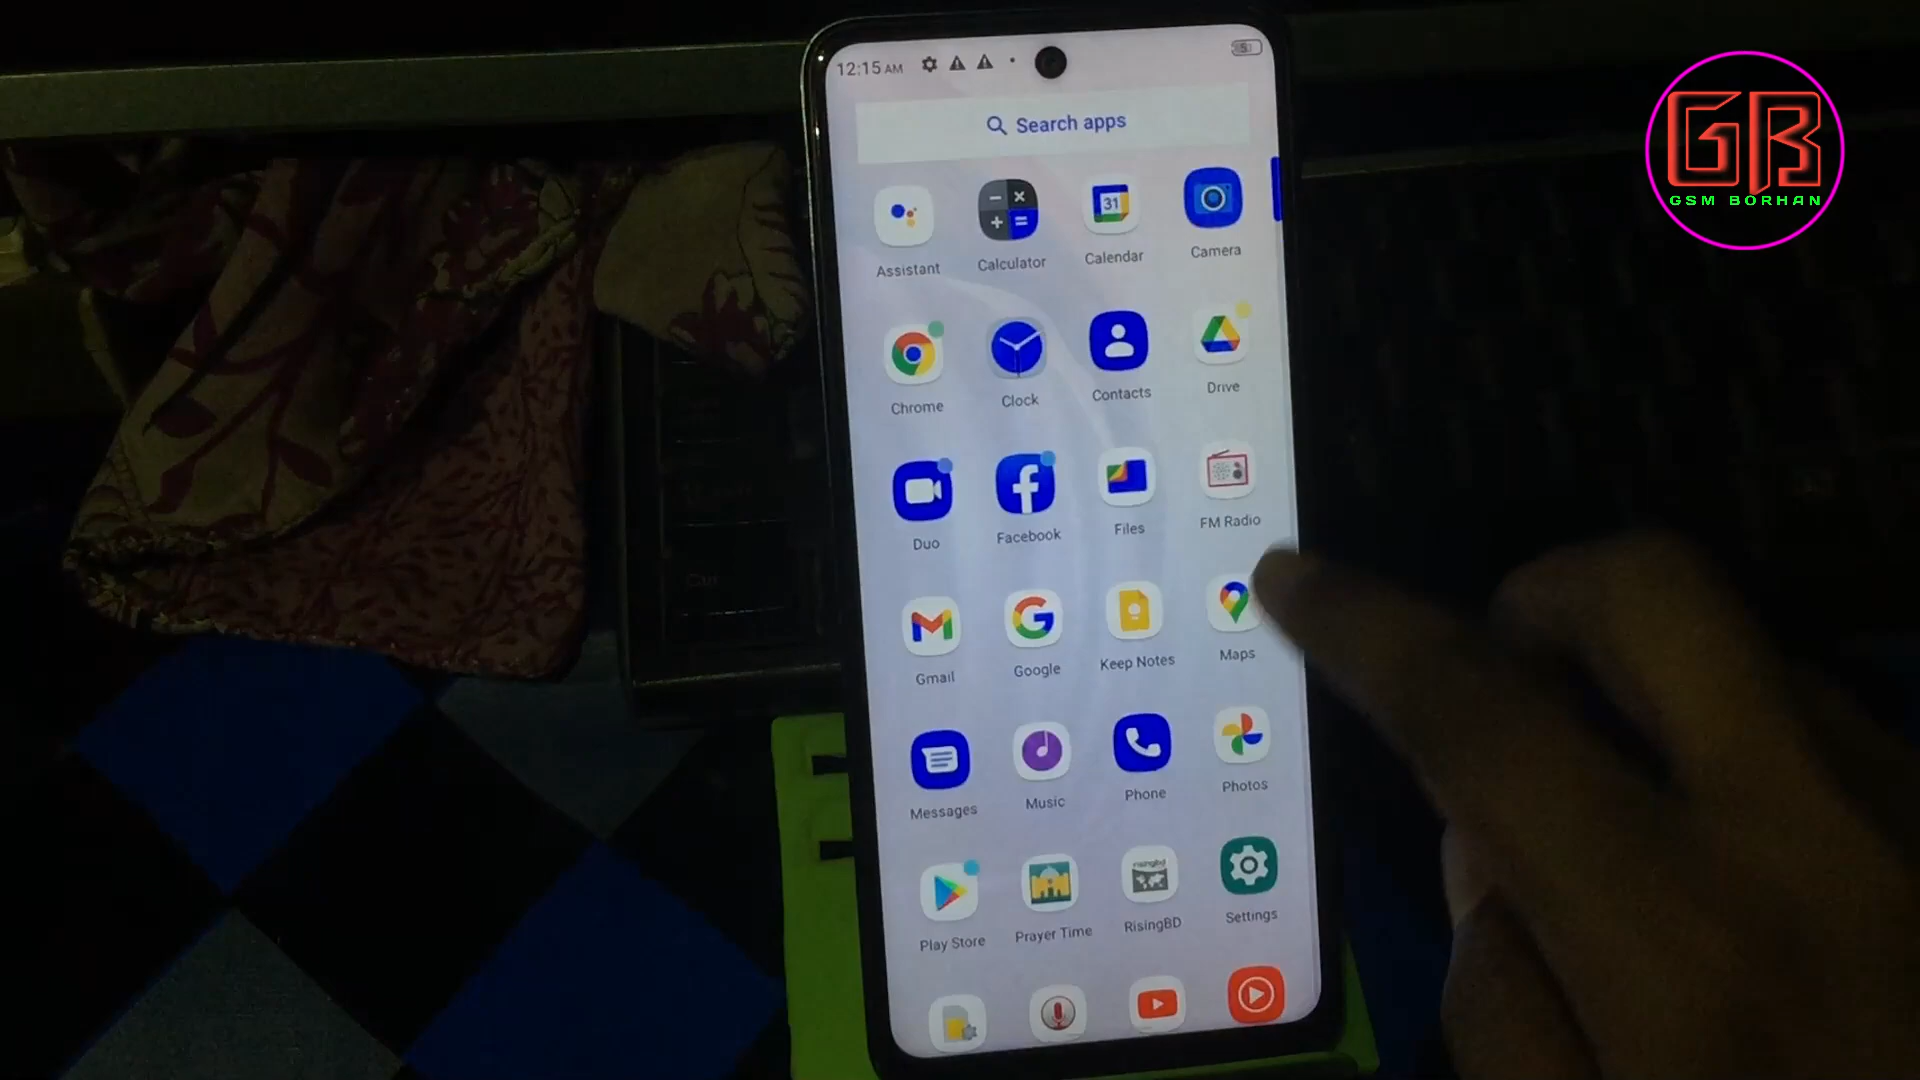 12:15 AM
Search apps
31
Assistant
Calculator
Calendar
Camera
Chrome
Clock
Contacts
Drive
Duo
Facebook
Files
FM Radio
Gmail
Google
Keep Notes
Maps
Messages
Music
Phone
Photos
Play Store
Prayer Time
RisingBD
Settings
GB
GSM BORHAN